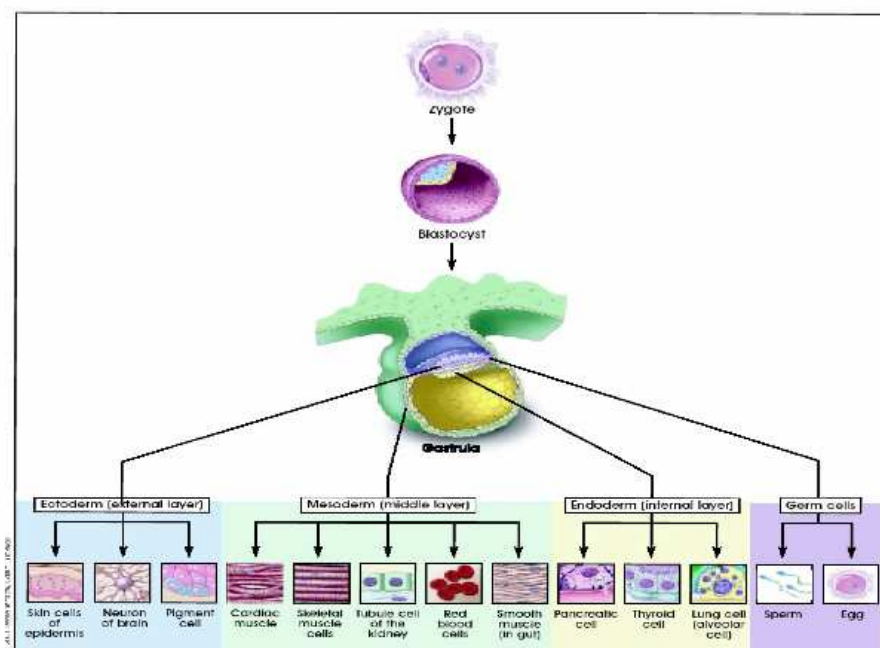 Zygote
Blastocyst
Gastrula
Ectoderm (external layer)
Mesoderm (middle layer)
Endoderm (internal layer)
Germ cells
Skin cells
of
epidermis
Neuron
of brain
Pigment
cell
Cardiac
muscle
Skeletal
muscle
cells
Tubule cell
of the
kidney
Red
blood
cells
Smooth
muscle
(in gut)
Pancreatic
cell
Thyroid
cell
Lung cell
(alveolar
cell)
Sperm
Egg